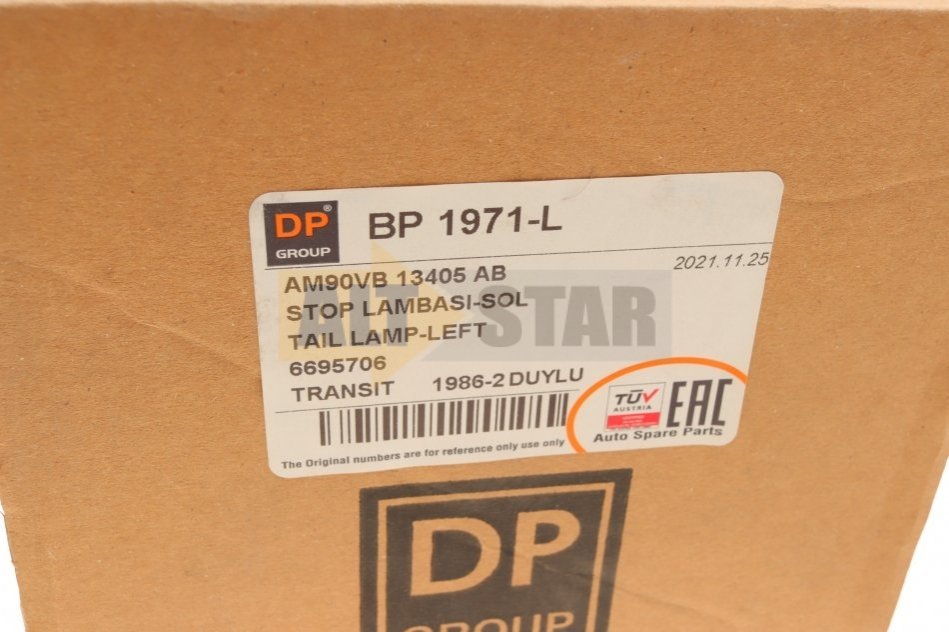 DP®
GROUP
BP 1971-L
2021.11.25
AM90VB 13405 AB
STOP LAMBASI-SOL
TAIL LAMP-LEFT
6695706
TRANSIT 1986-2 DUYLU
TÜV
AUSTRIA
EAC
Auto Spare Parts
The Original numbers are for reference only use only
ALT STAR
DP
GROUP